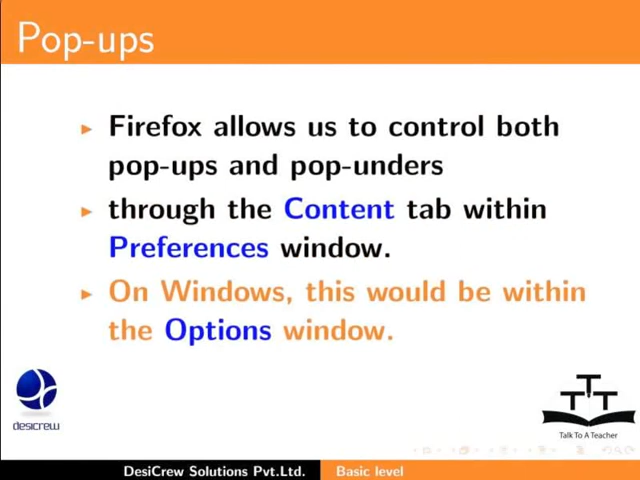 Pop-ups
Firefox allows us to control both
pop-ups and pop-unders
through the Content tab within
Preferences window.
On Windows, this would be within
the Options window.
desicrew
TTT
Talk To A Teacher
DesiCrew Solutions Pvt.Ltd. Basic level